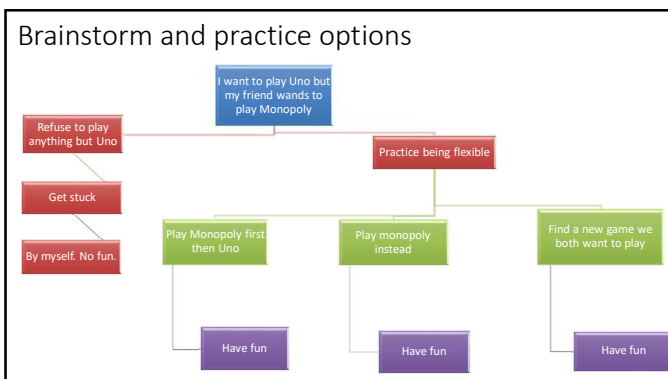 Brainstorm and practice options
I want to play Uno but
my friend wands to
play Monopoly
Refuse to play
anything but Uno
Practice being flexible
Get stuck
By myself. No fun.
Play Monopoly first
then Uno
Play monopoly
instead
Find a new game we
both want to play
Have fun
Have fun
Have fun